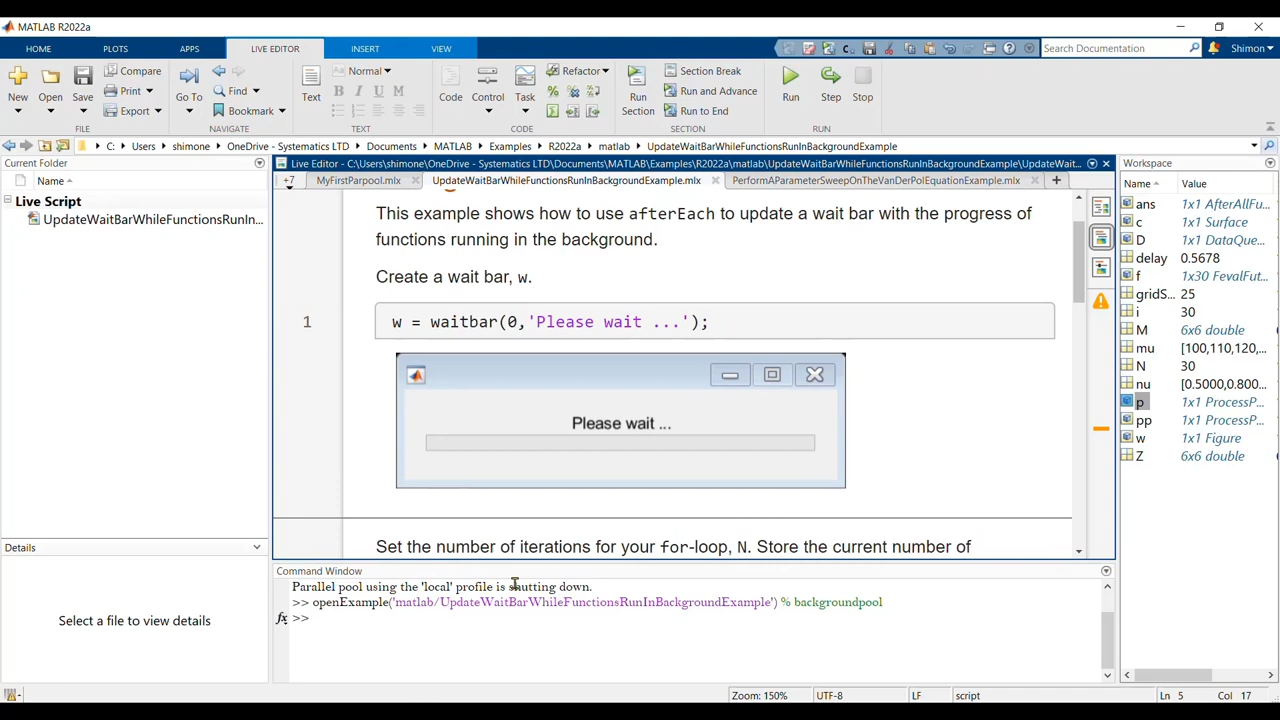 MATLAB R2022a
HOME PLOTS APPS LIVE EDITOR INSERT VIEW
Search Documentation
Shimon
New Open Save
Compare
Print
Export
Go To
Find
Bookmark
Text
Normal
B I U M
Code Control Task
Refactor
Run Section
Section Break
Run and Advance
Run to End
Run Step Stop
FILE NAVIGATE TEXT CODE SECTION RUN
C: Users shimone OneDrive - Systematics LTD Documents MATLAB Examples R2022a matlab UpdateWaitBarWhileFunctionsRunInBackgroundExample
Current Folder
Name
Live Script
UpdateWaitBarWhileFunctionsRunIn...
Details
Select a file to view details
Live Editor - C:\Users\shimone\OneDrive - Systematics LTD\Documents\MATLAB\Examples\R2022a\matlab\UpdateWaitBarWhileFunctionsRunInBackgroundExample\UpdateWait...
+7 MyFirstParpool.mlx UpdateWaitBarWhileFunctionsRunInBackgroundExample.mlx PerformAParameterSweepOnTheVanDerPolEquationExample.mlx
This example shows how to use afterEach to update a wait bar with the progress of
functions running in the background.
Create a wait bar, w.
1 w = waitbar(0,'Please wait ...');
Please wait ...
Set the number of iterations for your for-loop, N. Store the current number of
Command Window
Parallel pool using the 'local' profile is shutting down.
>> openExample('matlab/UpdateWaitBarWhileFunctionsRunInBackgroundExample') % backgroundpool
fx >>
Workspace
Name Value
ans 1x1 AfterAllFu...
c 1x1 Surface
D 1x1 DataQue...
delay 0.5678
f 1x30 FevalFut...
gridS... 25
i 30
M 6x6 double
mu [100,110,120,...
N 30
nu [0.5000,0.800...
p 1x1 ProcessP...
pp 1x1 ProcessP...
w 1x1 Figure
Z 6x6 double
Zoom: 150% UTF-8 LF script Ln 5 Col 17